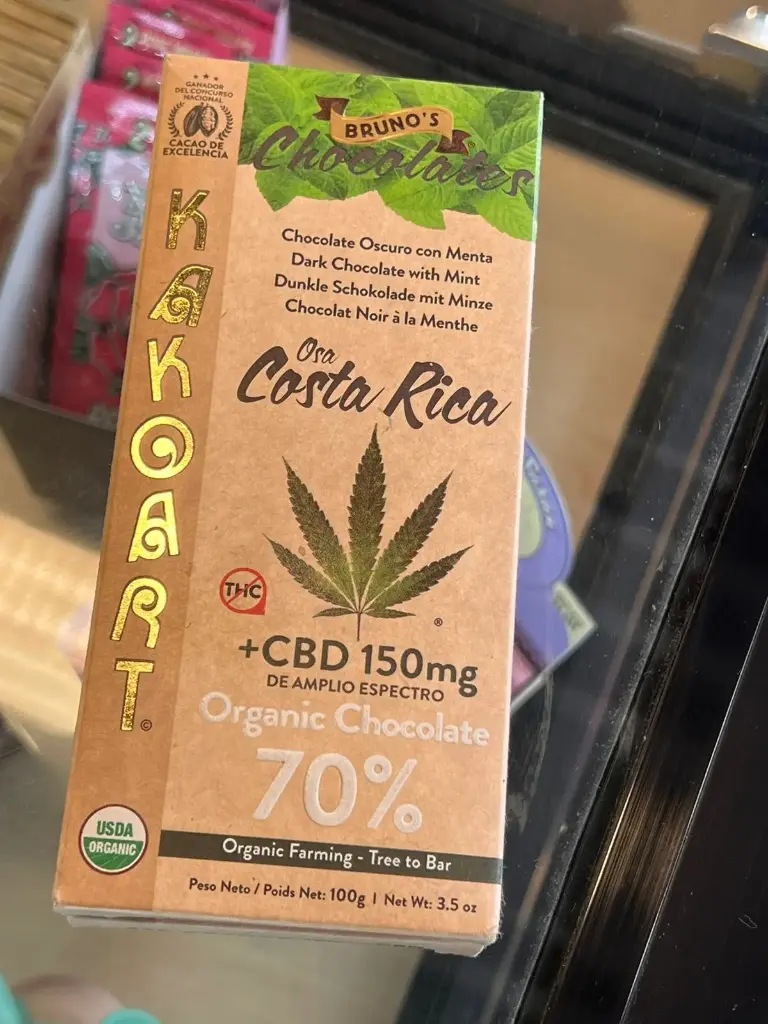 GANADOR
DEL CONCURSO
NACIONAL
CACAO DE
EXCELENCIA
KAKOART
©
BRUNO'S
Chocolates
Chocolate Oscuro con Menta
Dark Chocolate with Mint
Dunkle Schokolade mit Minze
Chocolat Noir à la Menthe
Osa
Costa Rica
THC
®
+CBD 150mg
DE AMPLIO ESPECTRO
Organic Chocolate
70%
USDA
ORGANIC
Organic Farming - Tree to Bar
Peso Neto / Poids Net: 100g I Net Wt: 3.5 oz